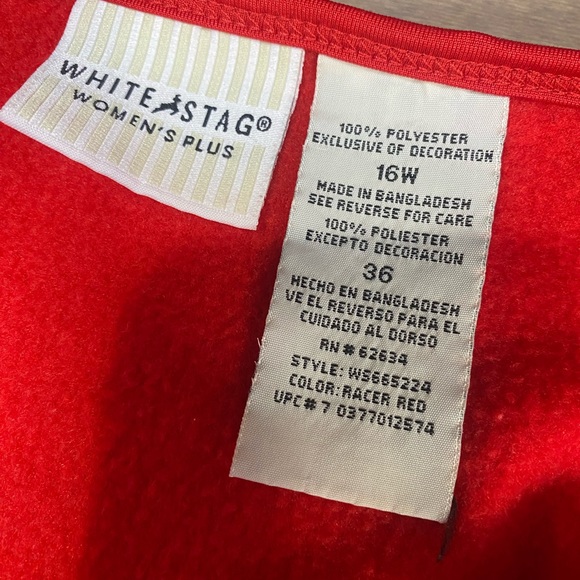 WHITE STAG®
WOMEN'S PLUS
100% POLYESTER
EXCLUSIVE OF DECORATION
16W
MADE IN BANGLADESH
SEE REVERSE FOR CARE
100% POLIESTER
EXCEPTO DECORACION
36
HECHO EN BANGLADESH
VE EL REVERSO PARA EL
CUIDADO AL DORSO
RN # 62634
STYLE: WS665224
COLOR: RACER RED
UPC# 7 0377012574